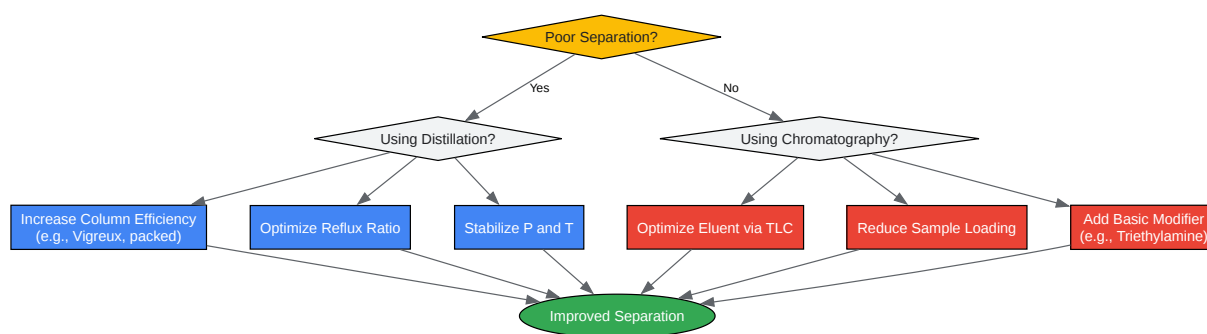 Poor Separation?
Yes
No
Using Distillation?
Using Chromatography?
Increase Column Efficiency
(e.g., Vigreux, packed)
Optimize Reflux Ratio
Stabilize P and T
Optimize Eluent via TLC
Reduce Sample Loading
Add Basic Modifier
(e.g., Triethylamine)
Improved Separation